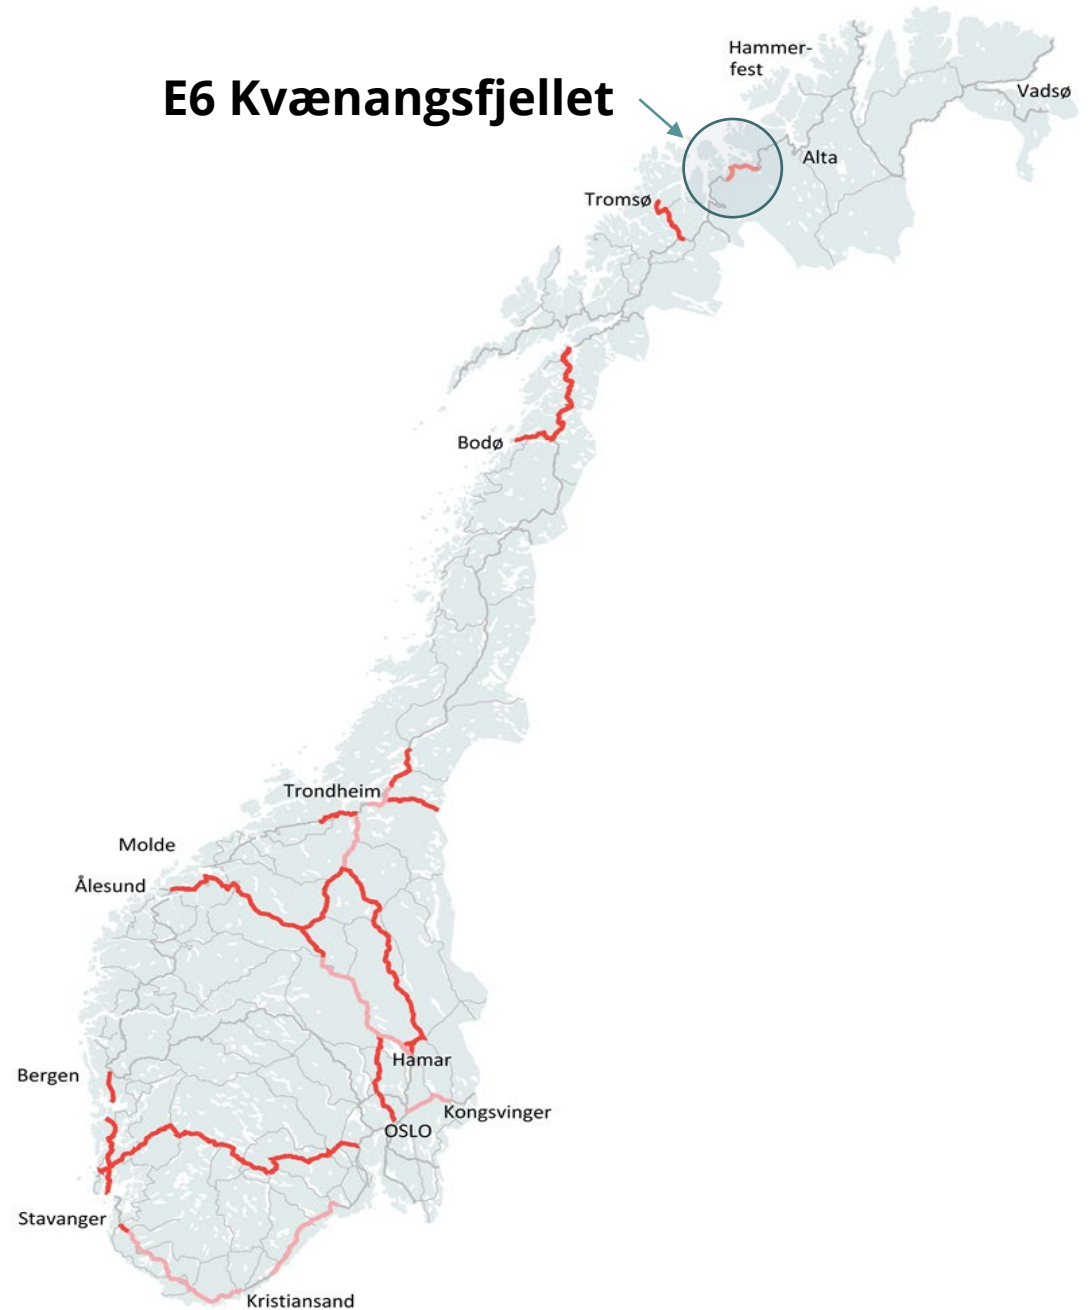 Hammer-
fest
E6 Kvænangsfjellet
Vadsø
Alta
Tromsø
Bodø
Trondheim
Molde
Ålesund
Hamar
Bergen
Kongsvinger
OSLO
Stavanger
Kristiansand